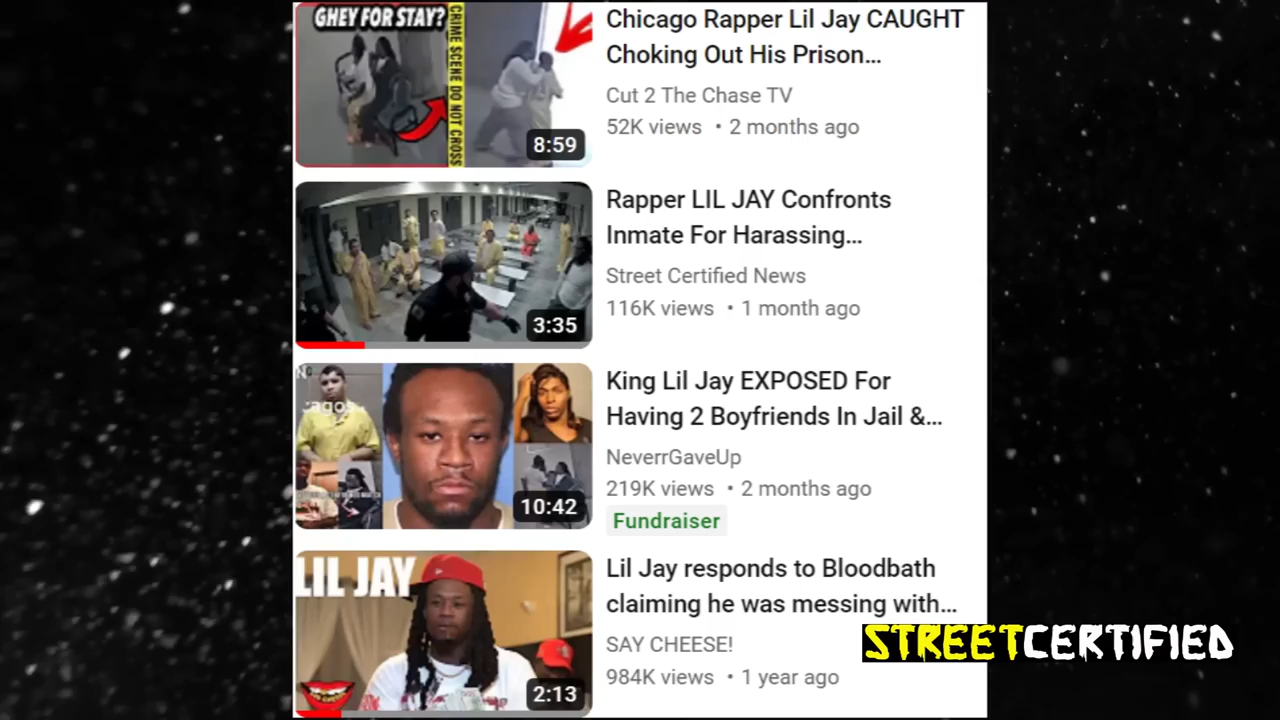 GHEY FOR STAY?
CRIME SCENE DO NOT CROSS
8:59
Chicago Rapper Lil Jay CAUGHT
Choking Out His Prison...
Cut 2 The Chase TV
52K views • 2 months ago
3:35
Rapper LIL JAY Confronts
Inmate For Harassing...
Street Certified News
116K views • 1 month ago
10:42
King Lil Jay EXPOSED For
Having 2 Boyfriends In Jail &...
NeverrGaveUp
219K views • 2 months ago
Fundraiser
LIL JAY
2:13
Lil Jay responds to Bloodbath
claiming he was messing with...
SAY CHEESE!
984K views • 1 year ago
STREETCERTIFIED